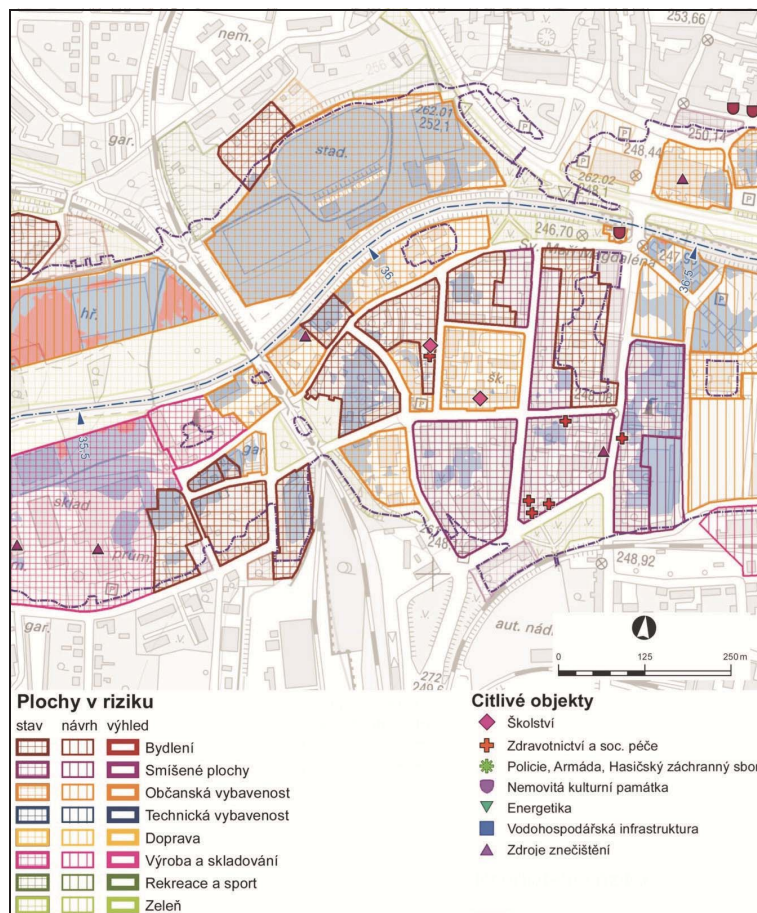 253,66
nem.
gar.
262.01
252,1
P
250,14
248,44
P
stad.
262.02
248,1
P
246,70
Sv. Maří Magdaléna
247
36
36,5
hř.
šk.
P
246,08
35,5
gar.
sklad
prům.
248,92
gar.
aut. nádr.
272
0
125
250 m
Plochy v riziku
stav návrh výhled
Bydlení
Smíšené plochy
Občanská vybavenost
Technická vybavenost
Doprava
Výroba a skladování
Rekreace a sport
Zeleň
Citlivé objekty
Školství
Zdravotnictví a soc. péče
Policie, Armáda, Hasičský záchranný sbor
Nemovitá kulturní památka
Energetika
Vodohospodářská infrastruktura
Zdroje znečištění